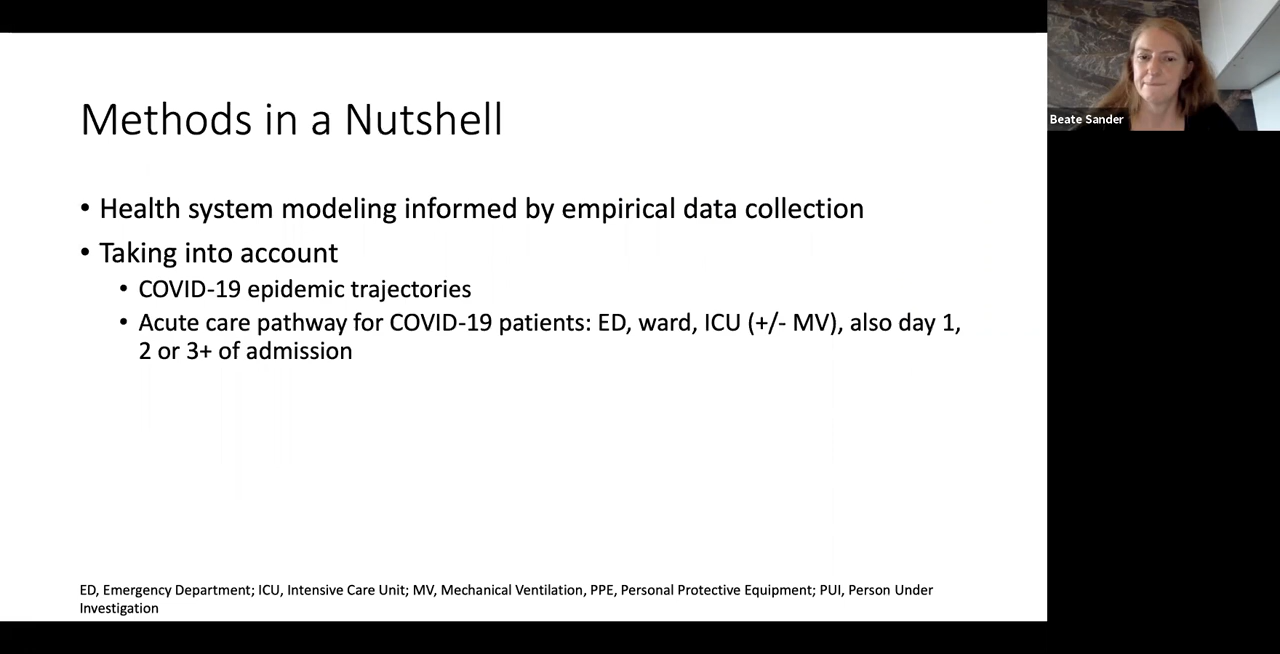 Methods in a Nutshell
• Health system modeling informed by empirical data collection
• Taking into account
• COVID-19 epidemic trajectories
• Acute care pathway for COVID-19 patients: ED, ward, ICU (+/- MV), also day 1,
2 or 3+ of admission
ED, Emergency Department; ICU, Intensive Care Unit; MV, Mechanical Ventilation, PPE, Personal Protective Equipment; PUI, Person Under
Investigation
Beate Sander